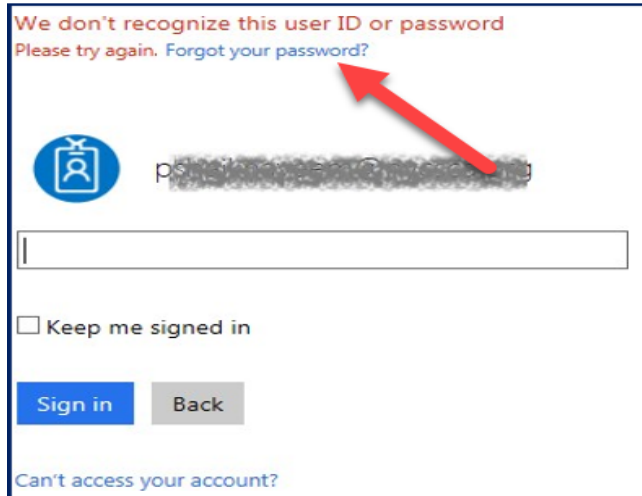 We don't recognize this user ID or password
Please try again. Forgot your password?
Keep me signed in
Sign in
Back
Can't access your account?